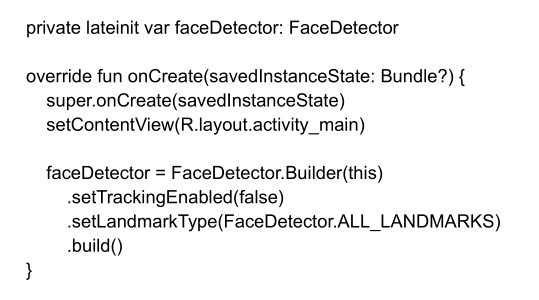 private lateinit var faceDetector: FaceDetector
override fun onCreate(savedInstanceState: Bundle?) {
super.onCreate(savedInstanceState)
setContentView(R.layout.activity_main)
faceDetector = FaceDetector.Builder(this)
.setTrackingEnabled(false)
.setLandmarkType(FaceDetector.ALL_LANDMARKS)
.build()
}